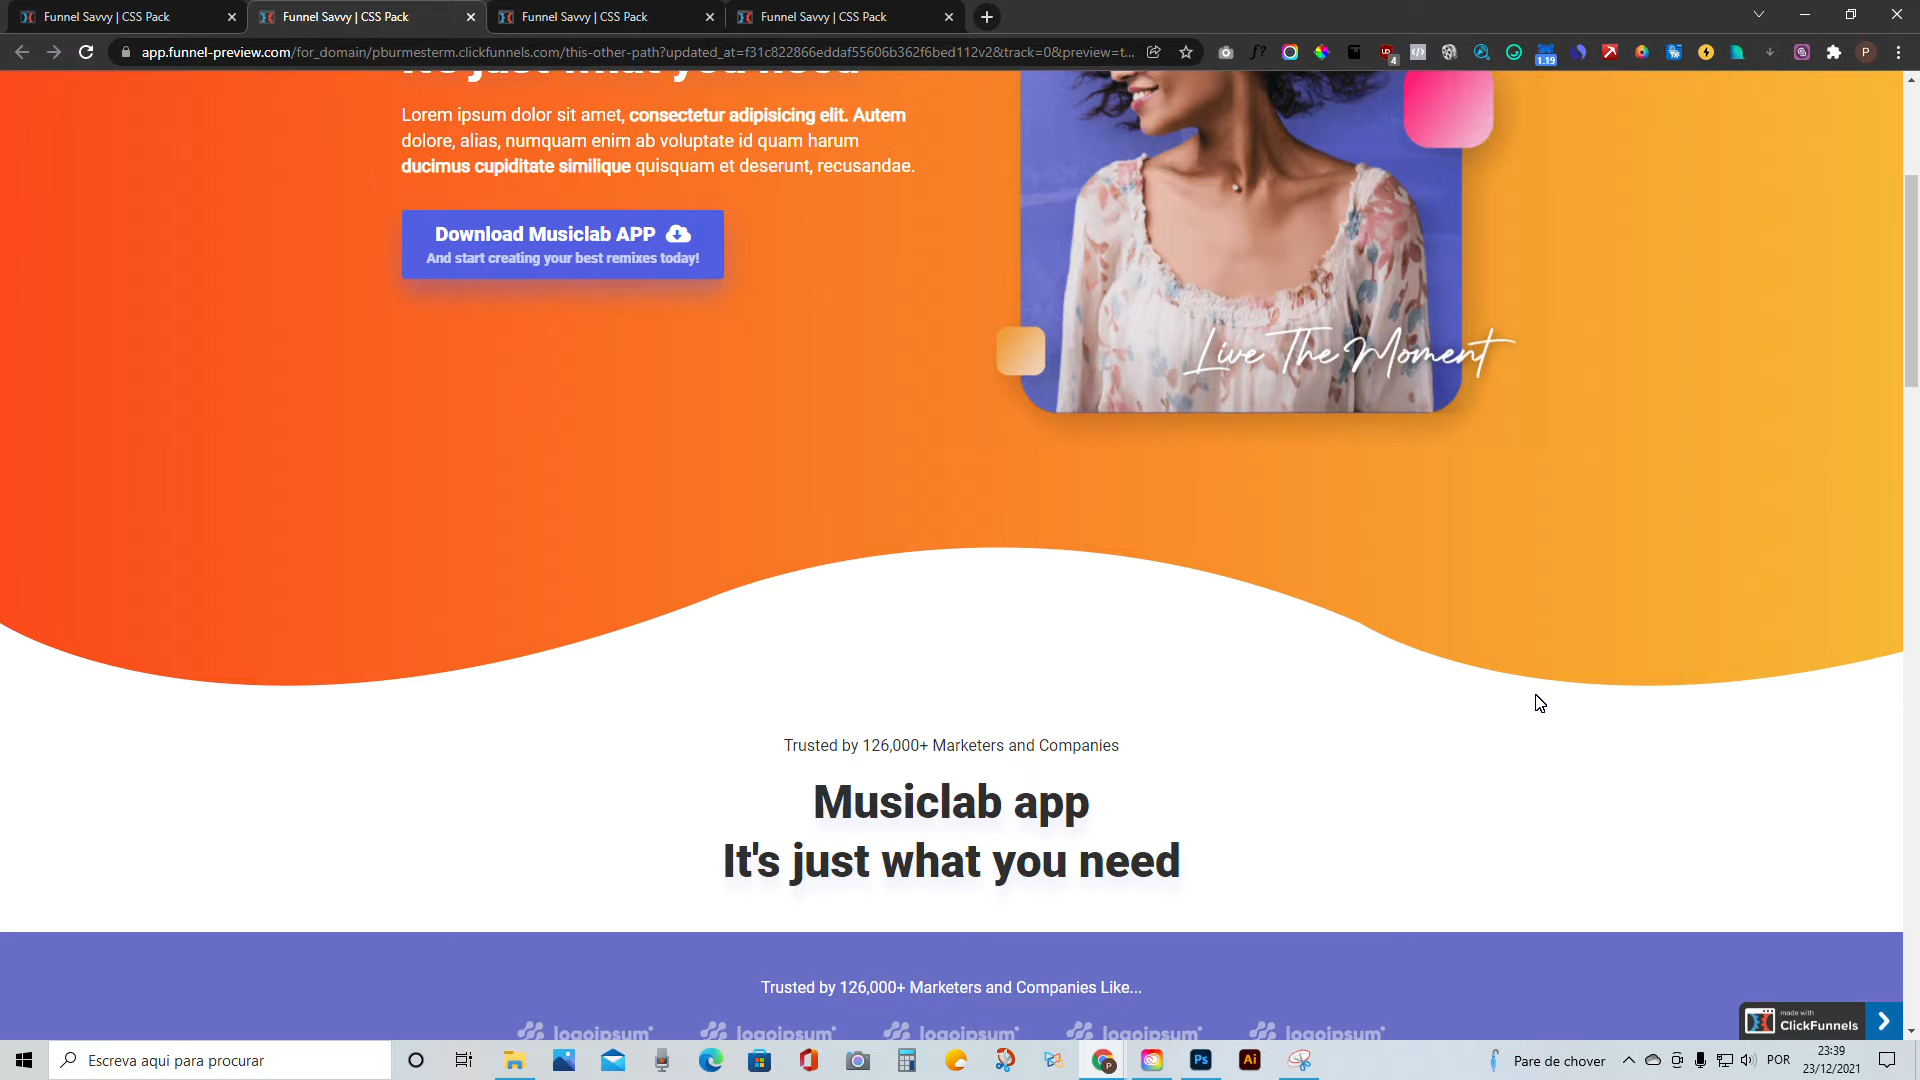 Funnel Savvy | CSS Pack
Funnel Savvy | CSS Pack
Funnel Savvy | CSS Pack
Funnel Savvy | CSS Pack
app.funnel-preview.com/for_domain/pburmesterm.clickfunnels.com/this-other-path?updated_at=f31c822866eddaf55606b362f6bed112v2&track=0&preview=t...
4
1.19
P
Lorem ipsum dolor sit amet, consectetur adipisicing elit. Autem
dolore, alias, numquam enim ab voluptate id quam harum
ducimus cupiditate similique quisquam et deserunt, recusandae.
Download Musiclab APP
And start creating your best remixes today!
Live The Moment
Trusted by 126,000+ Marketers and Companies
Musiclab app
It's just what you need
Trusted by 126,000+ Marketers and Companies Like...
logoipsum
logoipsum
logoipsum
logoipsum
logoipsum
made with
ClickFunnels
Escreva aqui para procurar
Ps
Ai
Pare de chover
POR
23:39
23/12/2021